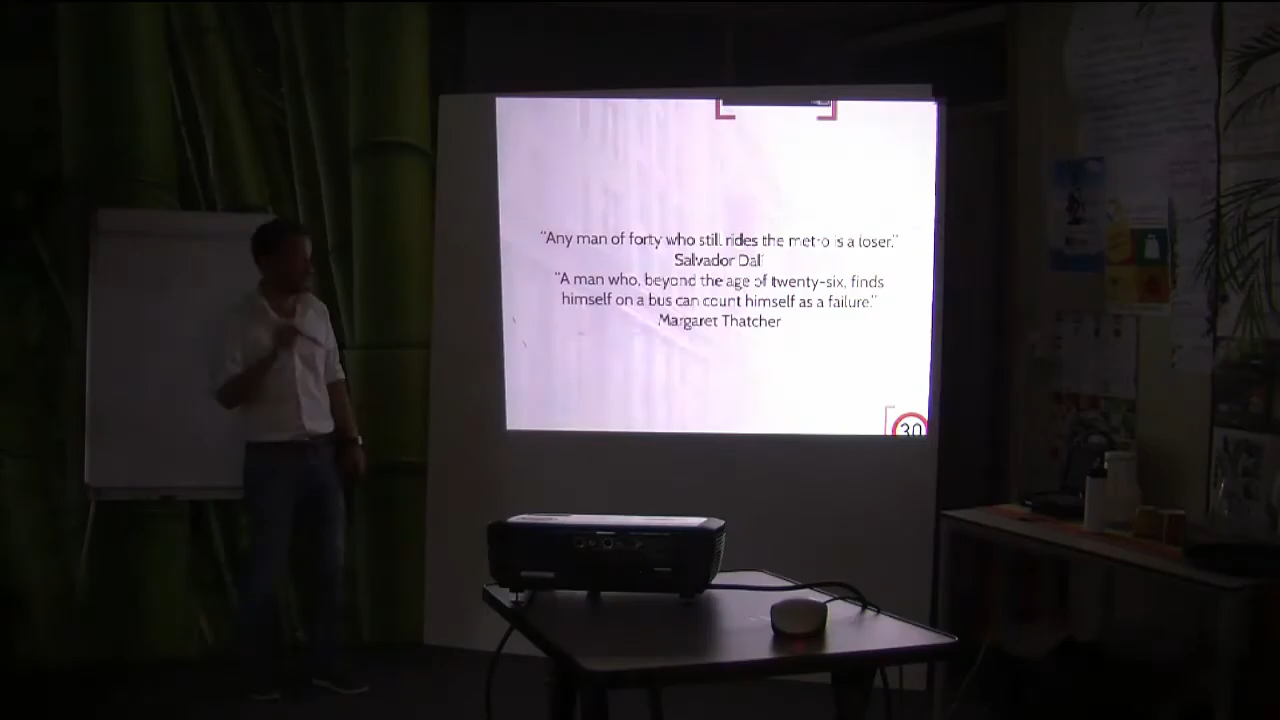 "Any man of forty who still rides the metro is a loser."
Salvador Dalí
"A man who, beyond the age of twenty-six, finds
himself on a bus can count himself as a failure."
Margaret Thatcher
30